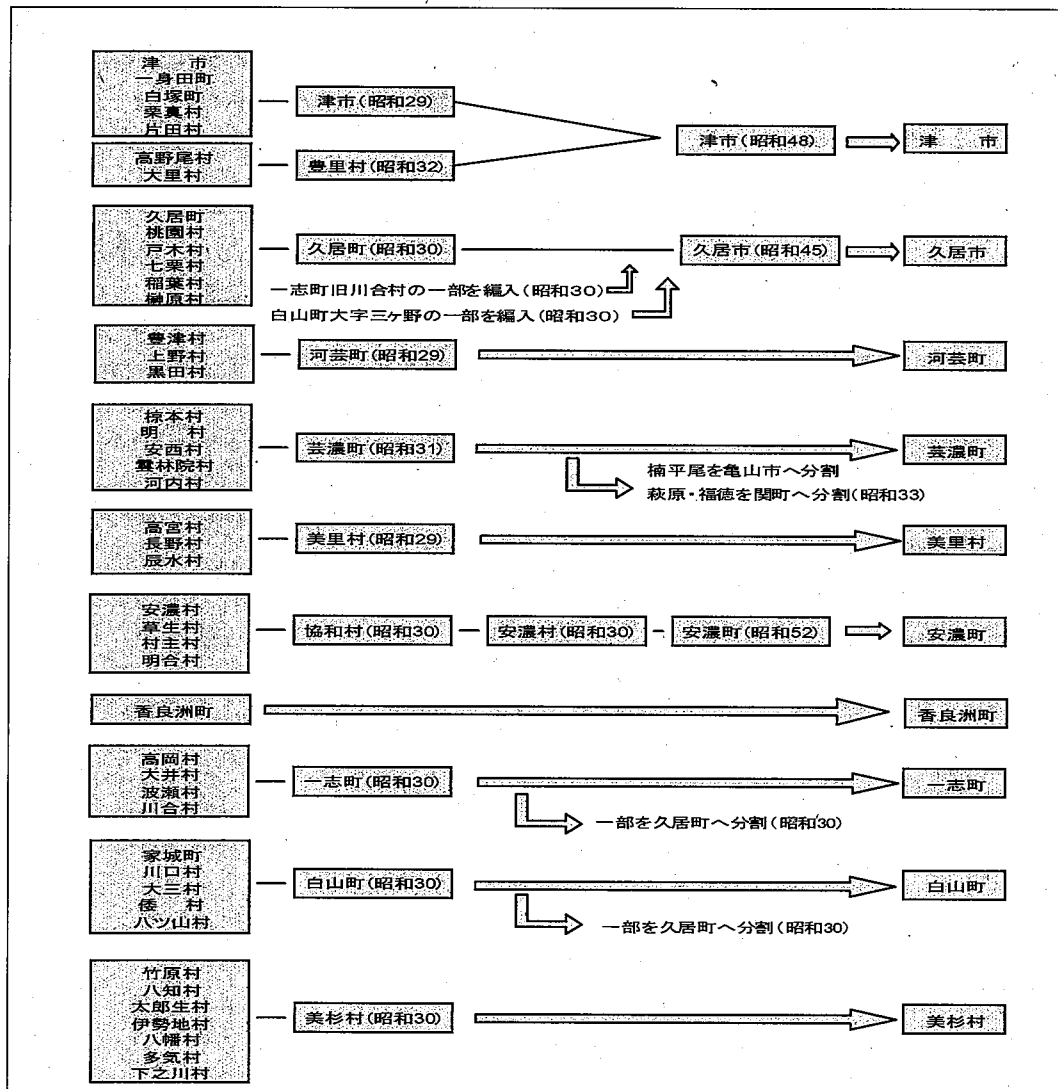 津　市
一身田町
白塚町
栗真村
片田村
津市(昭和29)
高野尾村
大里村
豊里村(昭和32)
津市(昭和48)
津　市
久居町
桃園村
戸木村
七栗村
稲葉村
榊原村
久居町(昭和30)
久居市(昭和45)
久居市
一志町旧川合村の一部を編入(昭和30)
白山町大字三ヶ野の一部を編入(昭和30)
豊津村
上野村
黒田村
河芸町(昭和29)
河芸町
椋本村
明　村
安西村
雲林院村
河内村
芸濃町(昭和31)
芸濃町
楠平尾を亀山市へ分割
萩原・福徳を関町へ分割(昭和33)
高宮村
長野村
辰水村
美里村(昭和29)
美里村
安濃村
草生村
村主村
明合村
協和村(昭和30)
安濃村(昭和30)
安濃町(昭和52)
安濃町
香良洲町
香良洲町
高岡村
大井村
波瀬村
川合村
一志町(昭和30)
一志町
一部を久居町へ分割(昭和30)
家城町
川口村
大三村
倭　村
八ツ山村
白山町(昭和30)
白山町
一部を久居町へ分割(昭和30)
竹原村
八知村
太郎生村
伊勢地村
八幡村
多気村
下之川村
美杉村(昭和30)
美杉村